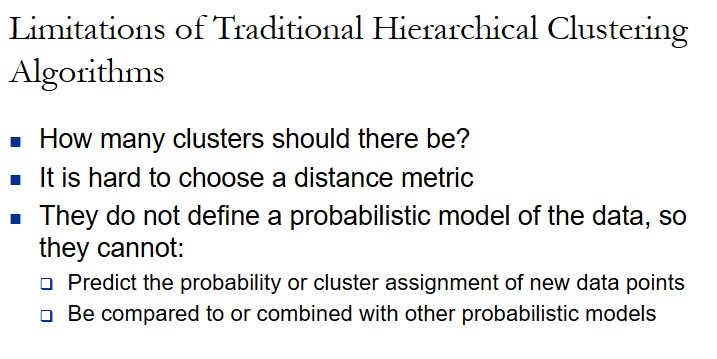 Limitations of Traditional Hierarchical Clustering
Algorithms
How many clusters should there be?
It is hard to choose a distance metric
They do not define a probabilistic model of the data, so
they cannot:
Predict the probability or cluster assignment of new data points
Be compared to or combined with other probabilistic models